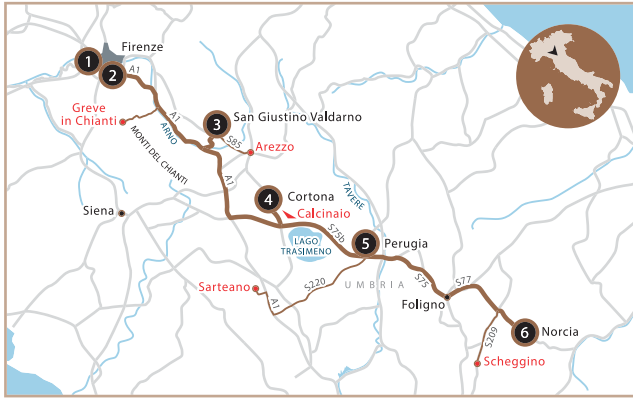 Firenze
1
2
A1
Greve
in Chianti
A1
ARNO
MONTI DEL CHIANTI
3
San Giustino Valdarno
S85
Arezzo
A1
Siena
4
Cortona
Calcinaio
TAVERE
LAGO
TRASIMENO
S75b
5
Perugia
Sarteano
A1
S220
UMBRIA
S75
Foligno
S77
6
Norcia
S209
Scheggino